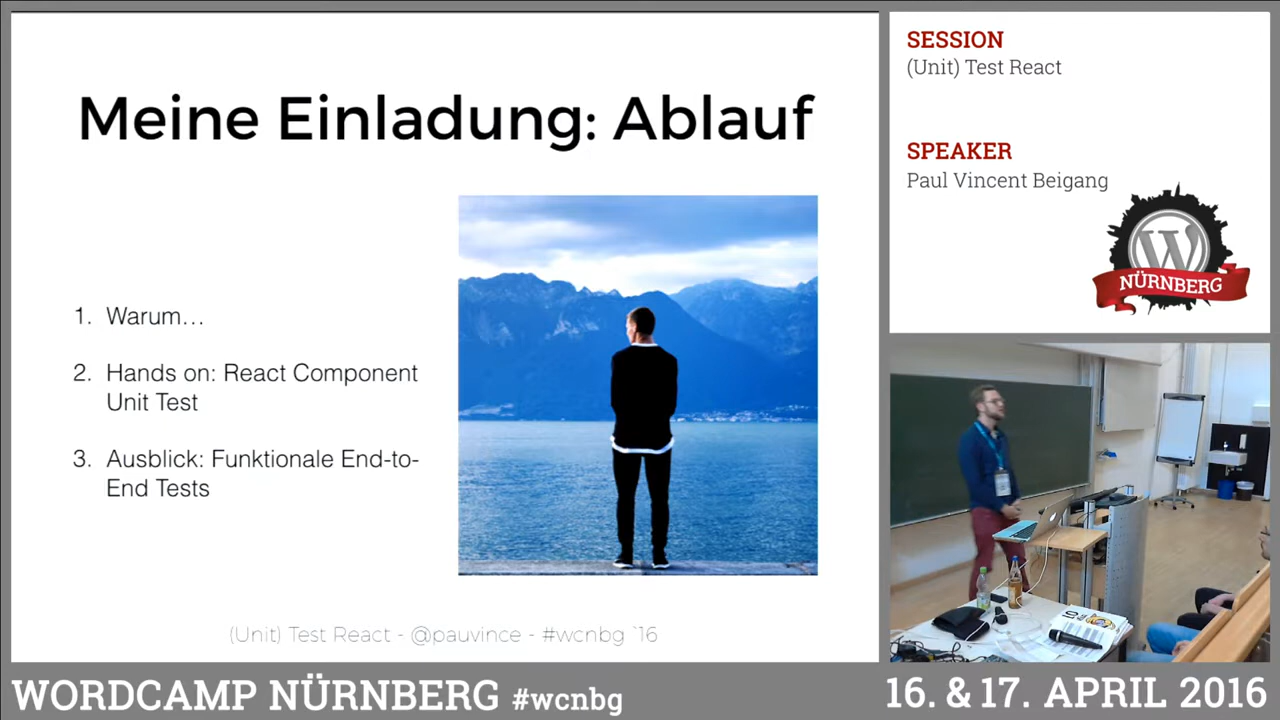 Meine Einladung: Ablauf
1. Warum...
2. Hands on: React Component
Unit Test
3. Ausblick: Funktionale End-to-
End Tests
(Unit) Test React - @pauvince - #wcnbg `16
SESSION
(Unit) Test React
SPEAKER
Paul Vincent Beigang
NÜRNBERG
WORDCAMP NÜRNBERG #wcnbg
16. & 17. APRIL 2016